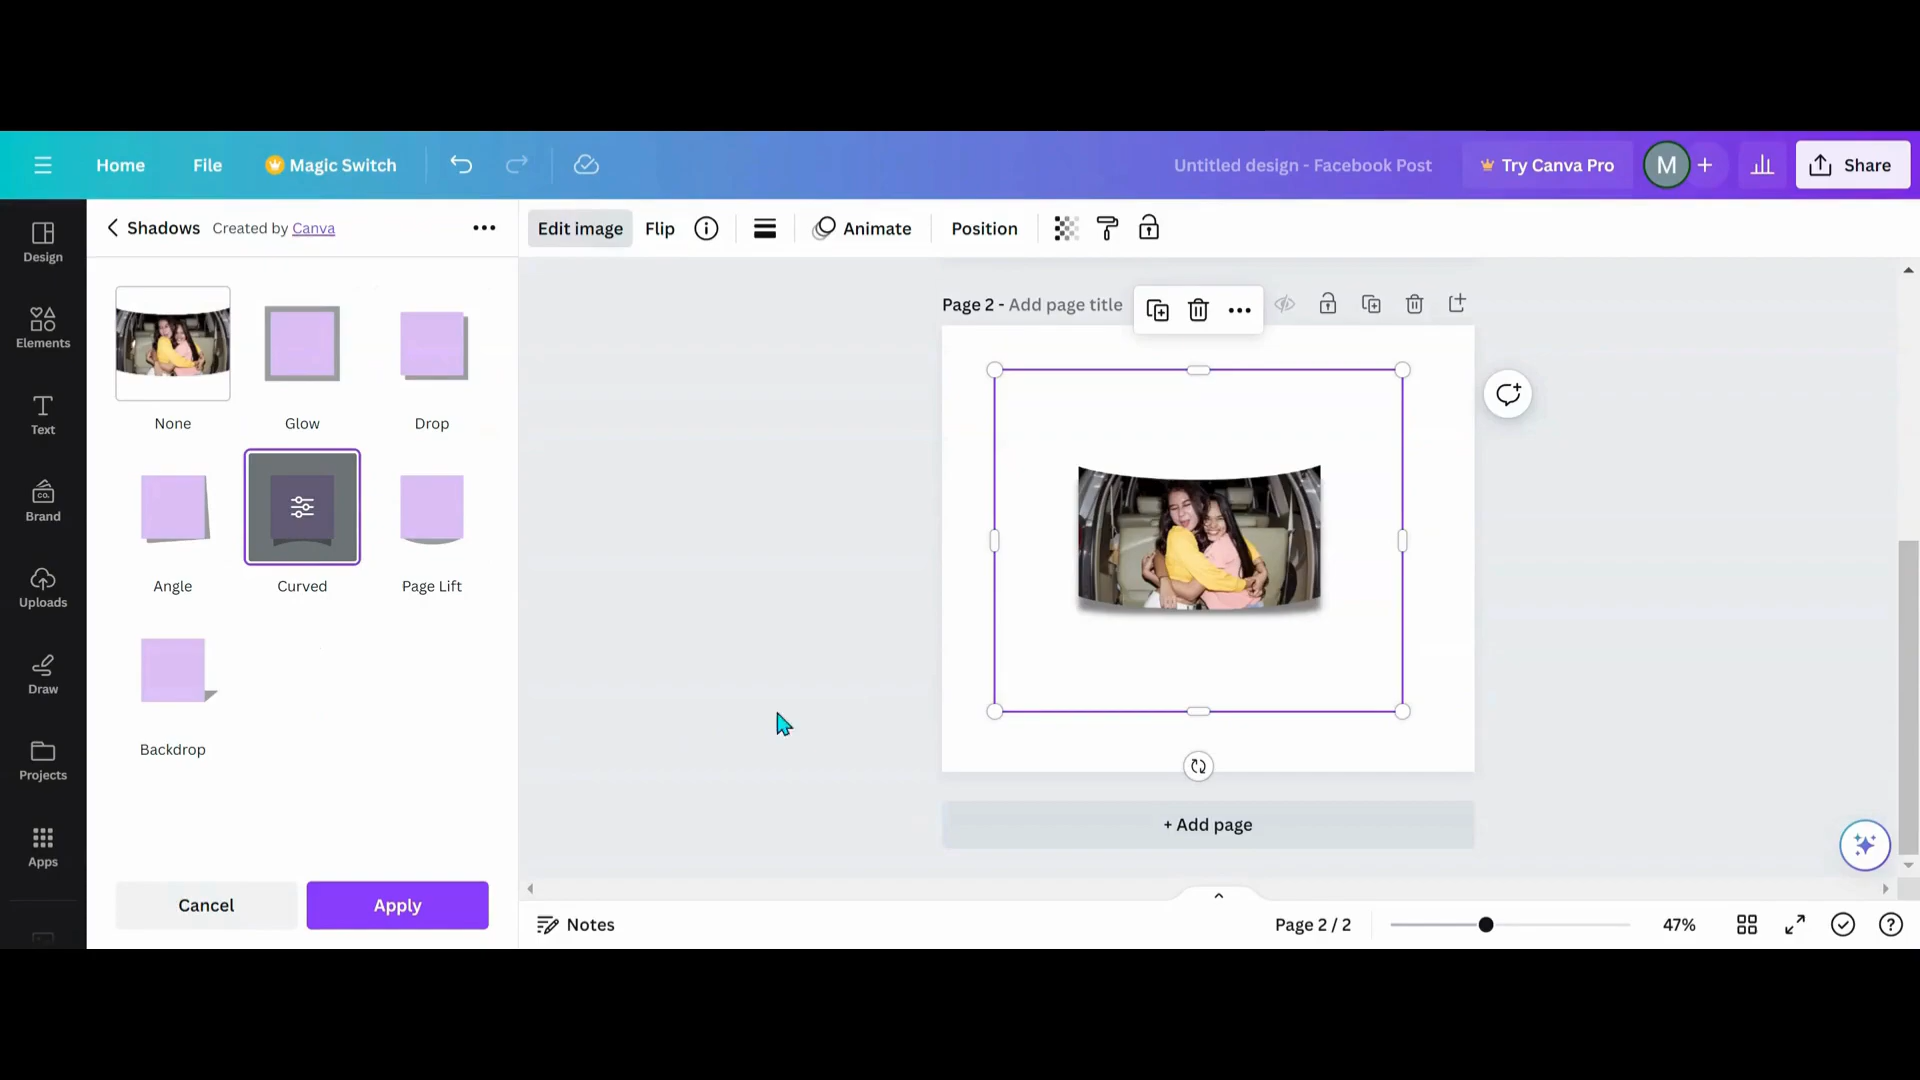 Home File Magic Switch Untitled design - Facebook Post Try Canva Pro M + Share
Shadows Created by Canva
Edit image Flip Animate Position
Design
Elements
Text
Brand
Uploads
Draw
Projects
Apps
None Glow Drop
Angle Curved Page Lift
Backdrop
Cancel Apply
Page 2 - Add page title
+ Add page
Notes Page 2 / 2 47%
CO.